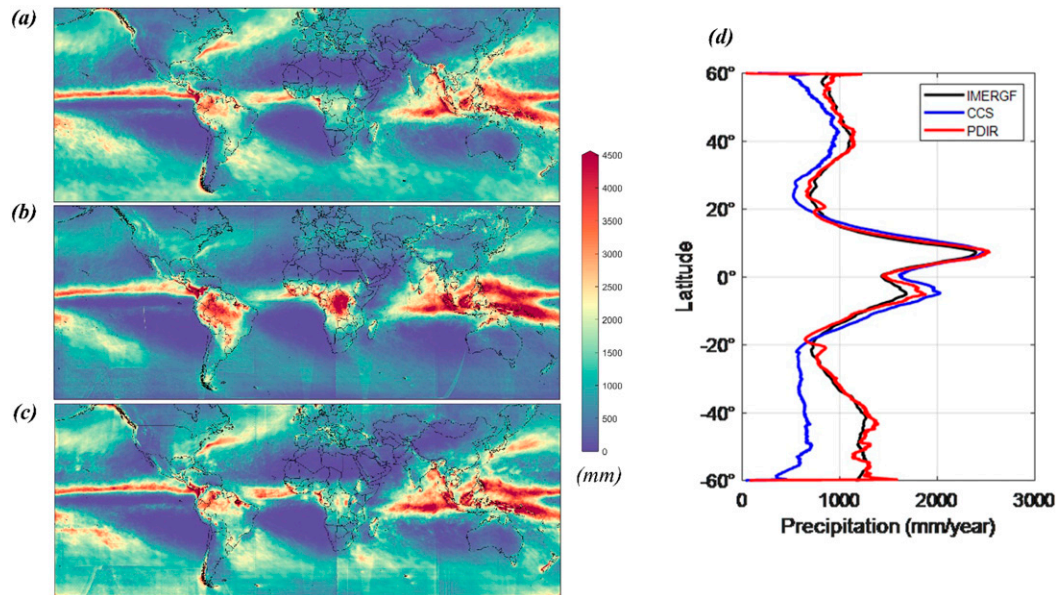 (a)
(b)
(c)
4500
4000
3500
3000
2500
2000
1500
1000
500
0
(mm)
(d)
60°
40°
20°
0°
-20°
-40°
-60°
Latitude
IMERGF
CCS
PDIR
0 1000 2000 3000
Precipitation (mm/year)